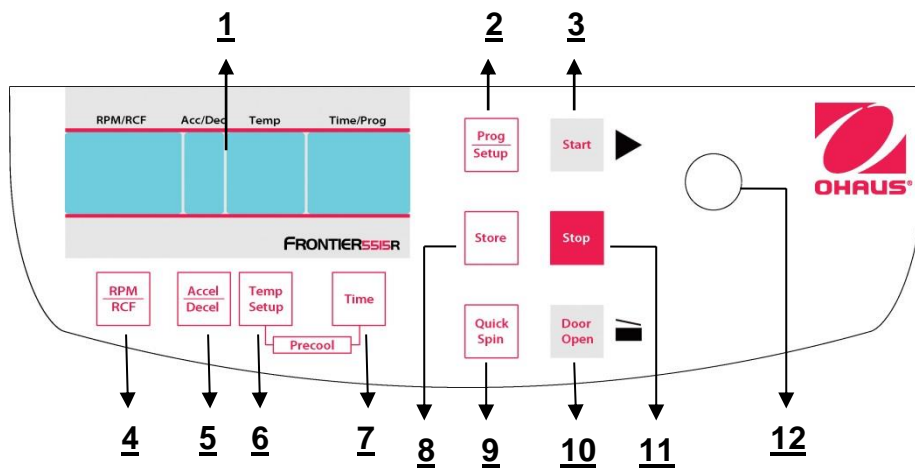 1
2
3
RPM/RCF
Acc/Dec
Temp
Time/Prog
Prog
Setup
Start
OHAUS®
FRONTIER5515R
Store
Stop
RPM
RCF
Accel
Decel
Temp
Setup
Time
Precool
Quick
Spin
Door
Open
4
5
6
7
8
9
10
11
12